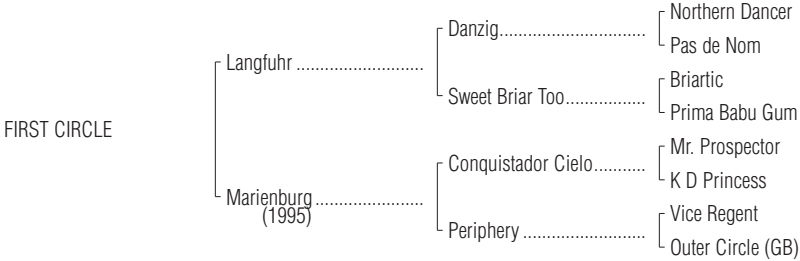 Northern Dancer
Danzig..............................
Pas de Nom
Langfuhr ..........................
Briartic
Sweet Briar Too.................
Prima Babu Gum
FIRST CIRCLE
Mr. Prospector
Conquistador Cielo...........
K D Princess
Marienburg ......................
(1995)
Vice Regent
Periphery .........................
Outer Circle (GB)